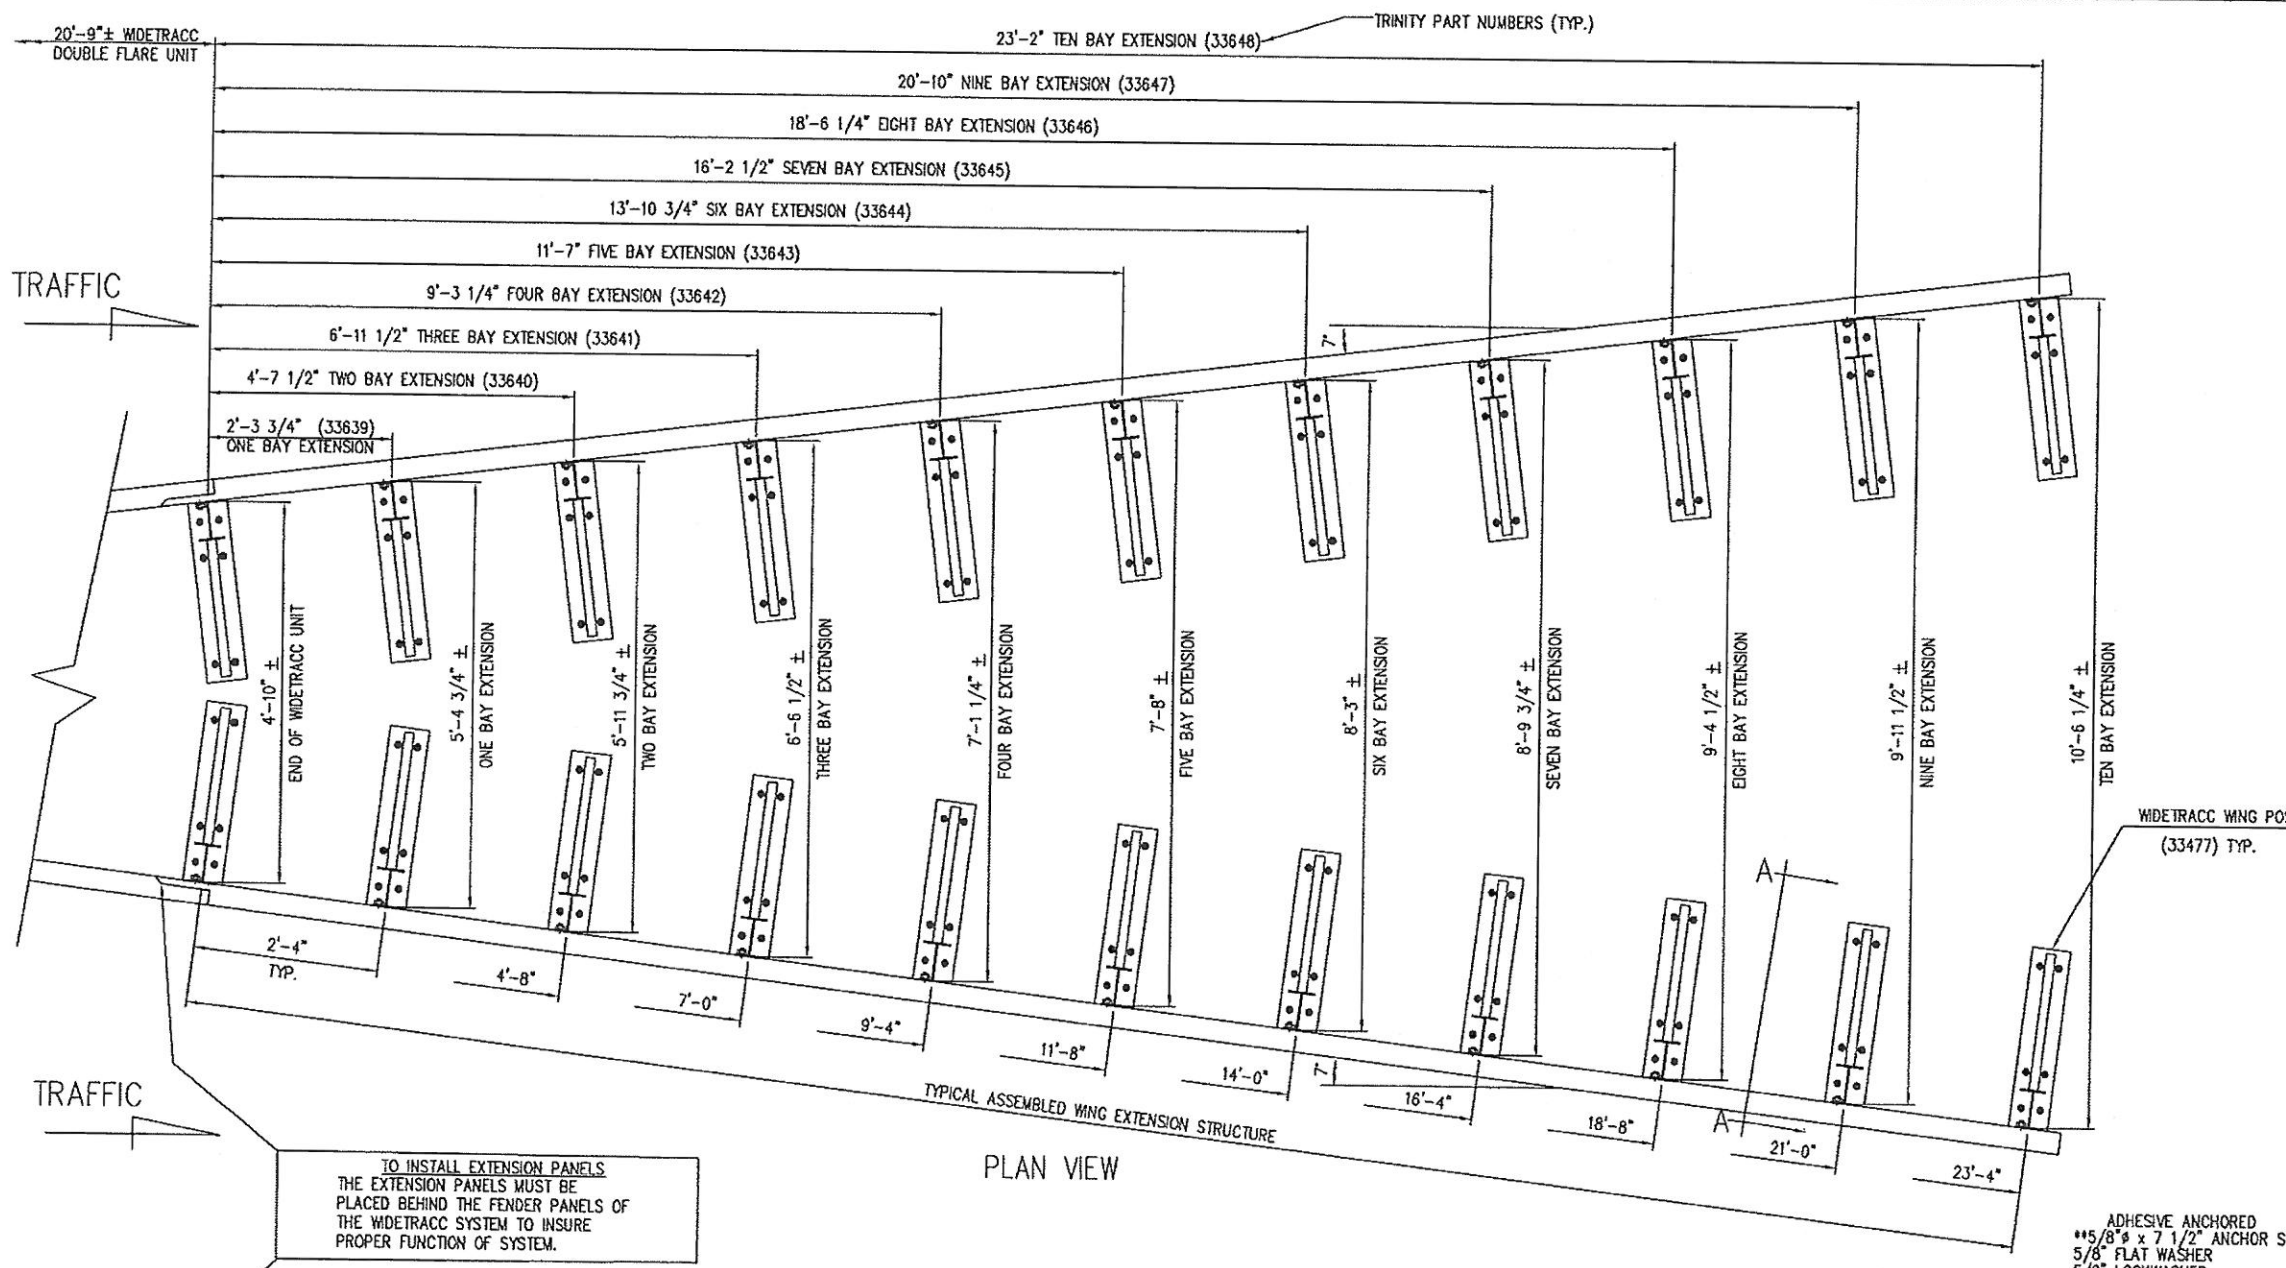 20'-9"± WIDETRACC
DOUBLE FLARE UNIT
TRINITY PART NUMBERS (TYP.)
23'-2" TEN BAY EXTENSION (33648)
20'-10" NINE BAY EXTENSION (33647)
18'-6 1/4" EIGHT BAY EXTENSION (33646)
16'-2 1/2" SEVEN BAY EXTENSION (33645)
13'-10 3/4" SIX BAY EXTENSION (33644)
11'-7" FIVE BAY EXTENSION (33643)
9'-3 1/4" FOUR BAY EXTENSION (33642)
6'-11 1/2" THREE BAY EXTENSION (33641)
4'-7 1/2" TWO BAY EXTENSION (33640)
2'-3 3/4" (33639)
ONE BAY EXTENSION
TRAFFIC
7°
4'-10" ±
END OF WIDETRACC UNIT
5'-4 3/4" ±
ONE BAY EXTENSION
5'-11 3/4" ±
TWO BAY EXTENSION
6'-6 1/2" ±
THREE BAY EXTENSION
7'-1 1/4" ±
FOUR BAY EXTENSION
7'-8" ±
FIVE BAY EXTENSION
8'-3" ±
SIX BAY EXTENSION
8'-9 3/4" ±
SEVEN BAY EXTENSION
9'-4 1/2" ±
EIGHT BAY EXTENSION
9'-11 1/2" ±
NINE BAY EXTENSION
10'-6 1/4" ±
TEN BAY EXTENSION
WIDETRACC WING POS
(33477) TYP.
A
A
2'-4"
TYP.
4'-8"
7'-0"
9'-4"
11'-8"
14'-0"
7°
16'-4"
18'-8"
21'-0"
23'-4"
TYPICAL ASSEMBLED WING EXTENSION STRUCTURE
TRAFFIC
PLAN VIEW
TO INSTALL EXTENSION PANELS
THE EXTENSION PANELS MUST BE
PLACED BEHIND THE FENDER PANELS OF
THE WIDETRACC SYSTEM TO INSURE
PROPER FUNCTION OF SYSTEM.
ADHESIVE ANCHORED
**5/8"ø x 7 1/2" ANCHOR S
5/8" FLAT WASHER